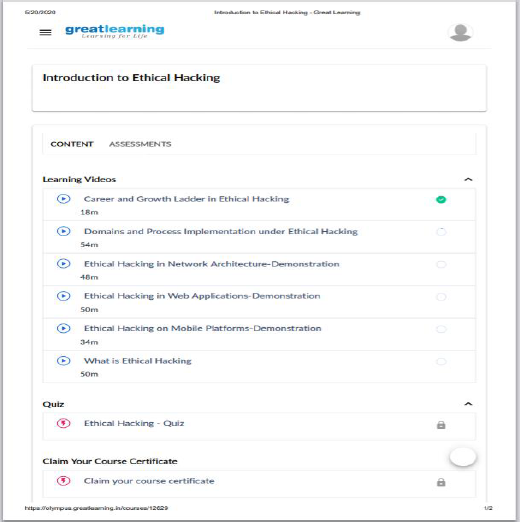 5/20/2020 Introduction to Ethical Hacking - Great Learning
greatlearning
Learning for Life
Introduction to Ethical Hacking
CONTENT ASSESSMENTS
Learning Videos
Career and Growth Ladder in Ethical Hacking
18m
Domains and Process Implementation under Ethical Hacking
54m
Ethical Hacking in Network Architecture-Demonstration
48m
Ethical Hacking in Web Applications-Demonstration
50m
Ethical Hacking on Mobile Platforms-Demonstration
34m
What is Ethical Hacking
50m
Quiz
Ethical Hacking - Quiz
Claim Your Course Certificate
Claim your course certificate
https://olympus.greatlearning.in/courses/12629 1/2